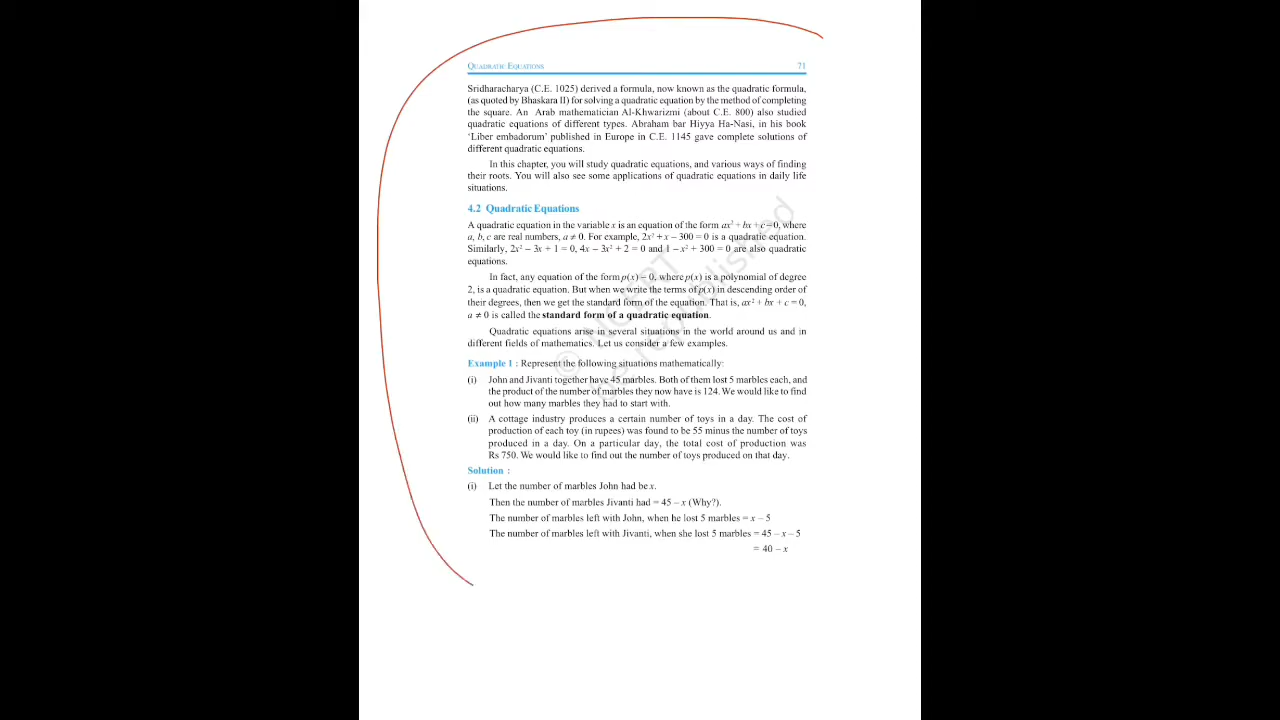 QUADRATIC EQUATIONS 71
Sridharacharya (C.E. 1025) derived a formula, now known as the quadratic formula,
(as quoted by Bhaskara II) for solving a quadratic equation by the method of completing
the square. An Arab mathematician Al-Khwarizmi (about C.E. 800) also studied
quadratic equations of different types. Abraham bar Hiyya Ha-Nasi, in his book
‘Liber embadorum’ published in Europe in C.E. 1145 gave complete solutions of
different quadratic equations.
In this chapter, you will study quadratic equations, and various ways of finding
their roots. You will also see some applications of quadratic equations in daily life
situations.
4.2 Quadratic Equations
A quadratic equation in the variable x is an equation of the form ax² + bx + c = 0, where
a, b, c are real numbers, a ≠ 0. For example, 2x² + x – 300 = 0 is a quadratic equation.
Similarly, 2x² – 3x + 1 = 0, 4x – 3x² + 2 = 0 and 1 – x² + 300 = 0 are also quadratic
equations.
In fact, any equation of the form p(x) = 0, where p(x) is a polynomial of degree
2, is a quadratic equation. But when we write the terms of p(x) in descending order of
their degrees, then we get the standard form of the equation. That is, ax² + bx + c = 0,
a ≠ 0 is called the standard form of a quadratic equation.
Quadratic equations arise in several situations in the world around us and in
different fields of mathematics. Let us consider a few examples.
Example 1 : Represent the following situations mathematically:
(i) John and Jivanti together have 45 marbles. Both of them lost 5 marbles each, and
the product of the number of marbles they now have is 124. We would like to find
out how many marbles they had to start with.
(ii) A cottage industry produces a certain number of toys in a day. The cost of
production of each toy (in rupees) was found to be 55 minus the number of toys
produced in a day. On a particular day, the total cost of production was
Rs 750. We would like to find out the number of toys produced on that day.
Solution :
(i) Let the number of marbles John had be x.
Then the number of marbles Jivanti had = 45 – x (Why?).
The number of marbles left with John, when he lost 5 marbles = x – 5
The number of marbles left with Jivanti, when she lost 5 marbles = 45 – x – 5
= 40 – x
© NCERT
not to be republished